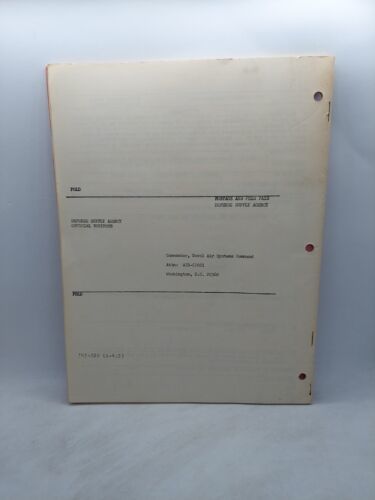 FOLD
POSTAGE AND FEES PAID
DEFENSE SUPPLY AGENCY
DEFENSE SUPPLY AGENCY
OFFICIAL BUSINESS
Commander, Naval Air Systems Command
Attn:
Washington, D.C. 20360
FOLD